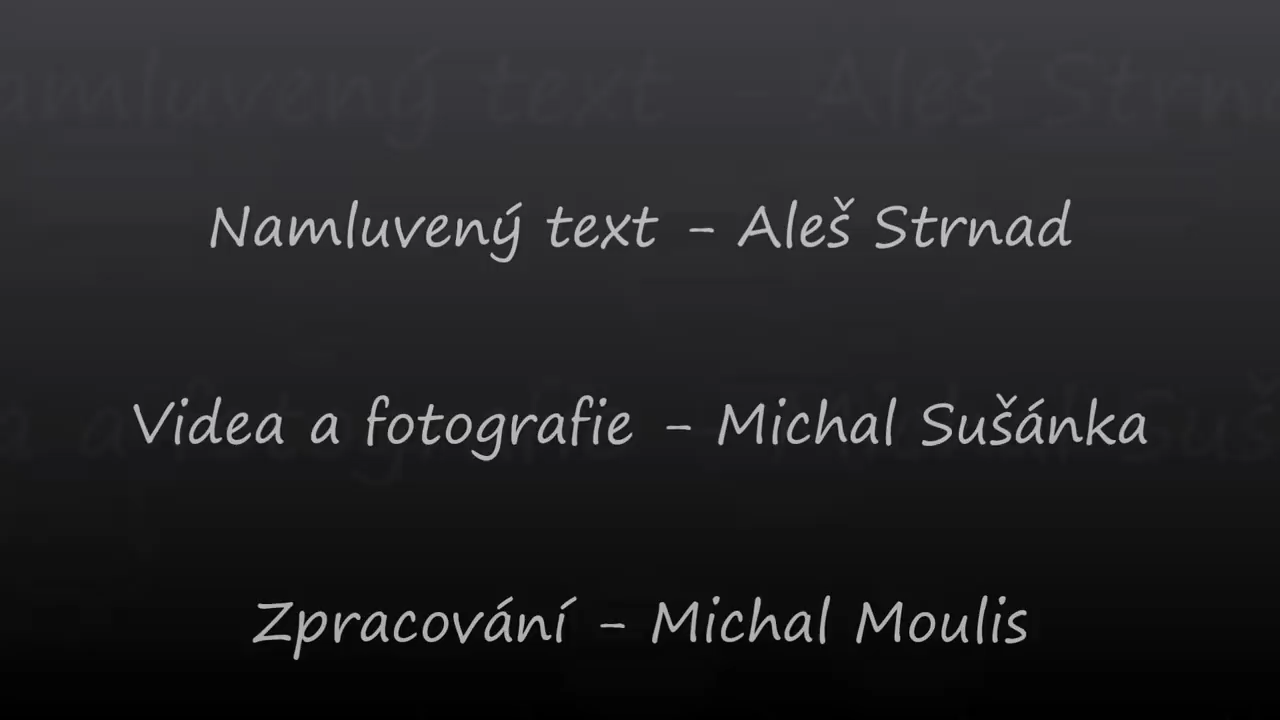 Namluvený text - Aleš Strnad
Videa a fotografie - Michal Sušánka
Zpracování - Michal Moulis